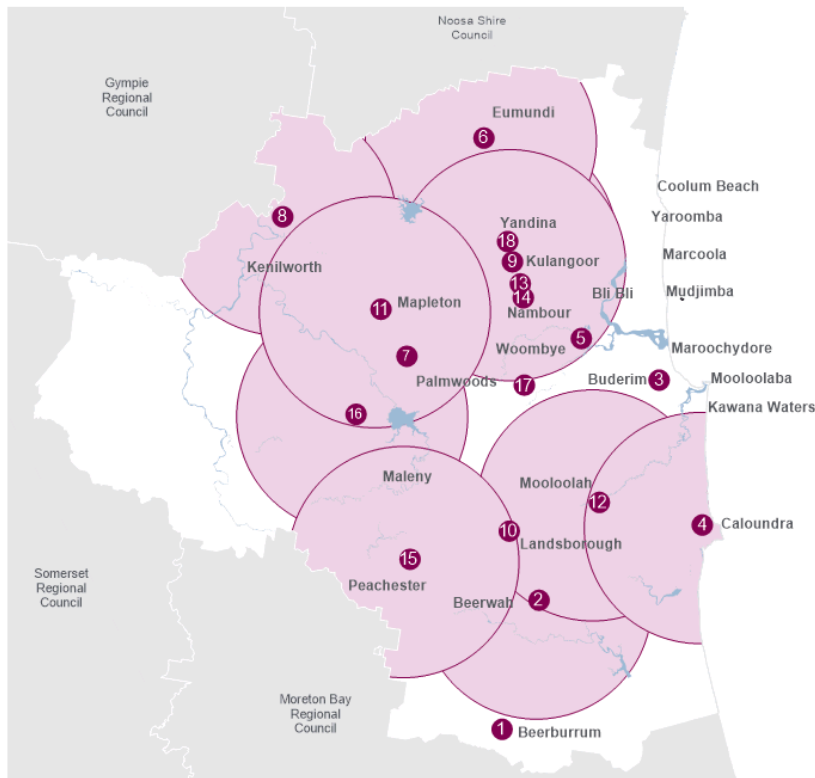 Noosa Shire
Council
Gympie
Regional
Council
Eumundi
6
Coolum Beach
8
Yaroomba
Yandina
18
Marcoola
9
Kulangoor
Kenilworth
13
Bli Bli
Mudjimba
14
11
Mapleton
Nambour
5
Woombye
Maroochydore
7
Palmwoods
17
Buderim
3
Mooloolaba
Kawana Waters
16
Maleny
Mooloolah
12
4
Caloundra
10
Landsborough
15
Somerset
Regional
Council
Peachester
Beerwah
2
Moreton Bay
Regional
Council
1
Beerburrum